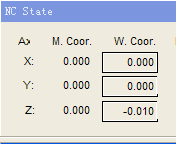 NC State
Ax M. Coor. W. Coor.
X: 0.000 0.000
Y: 0.000 0.000
Z: 0.000 -0.010